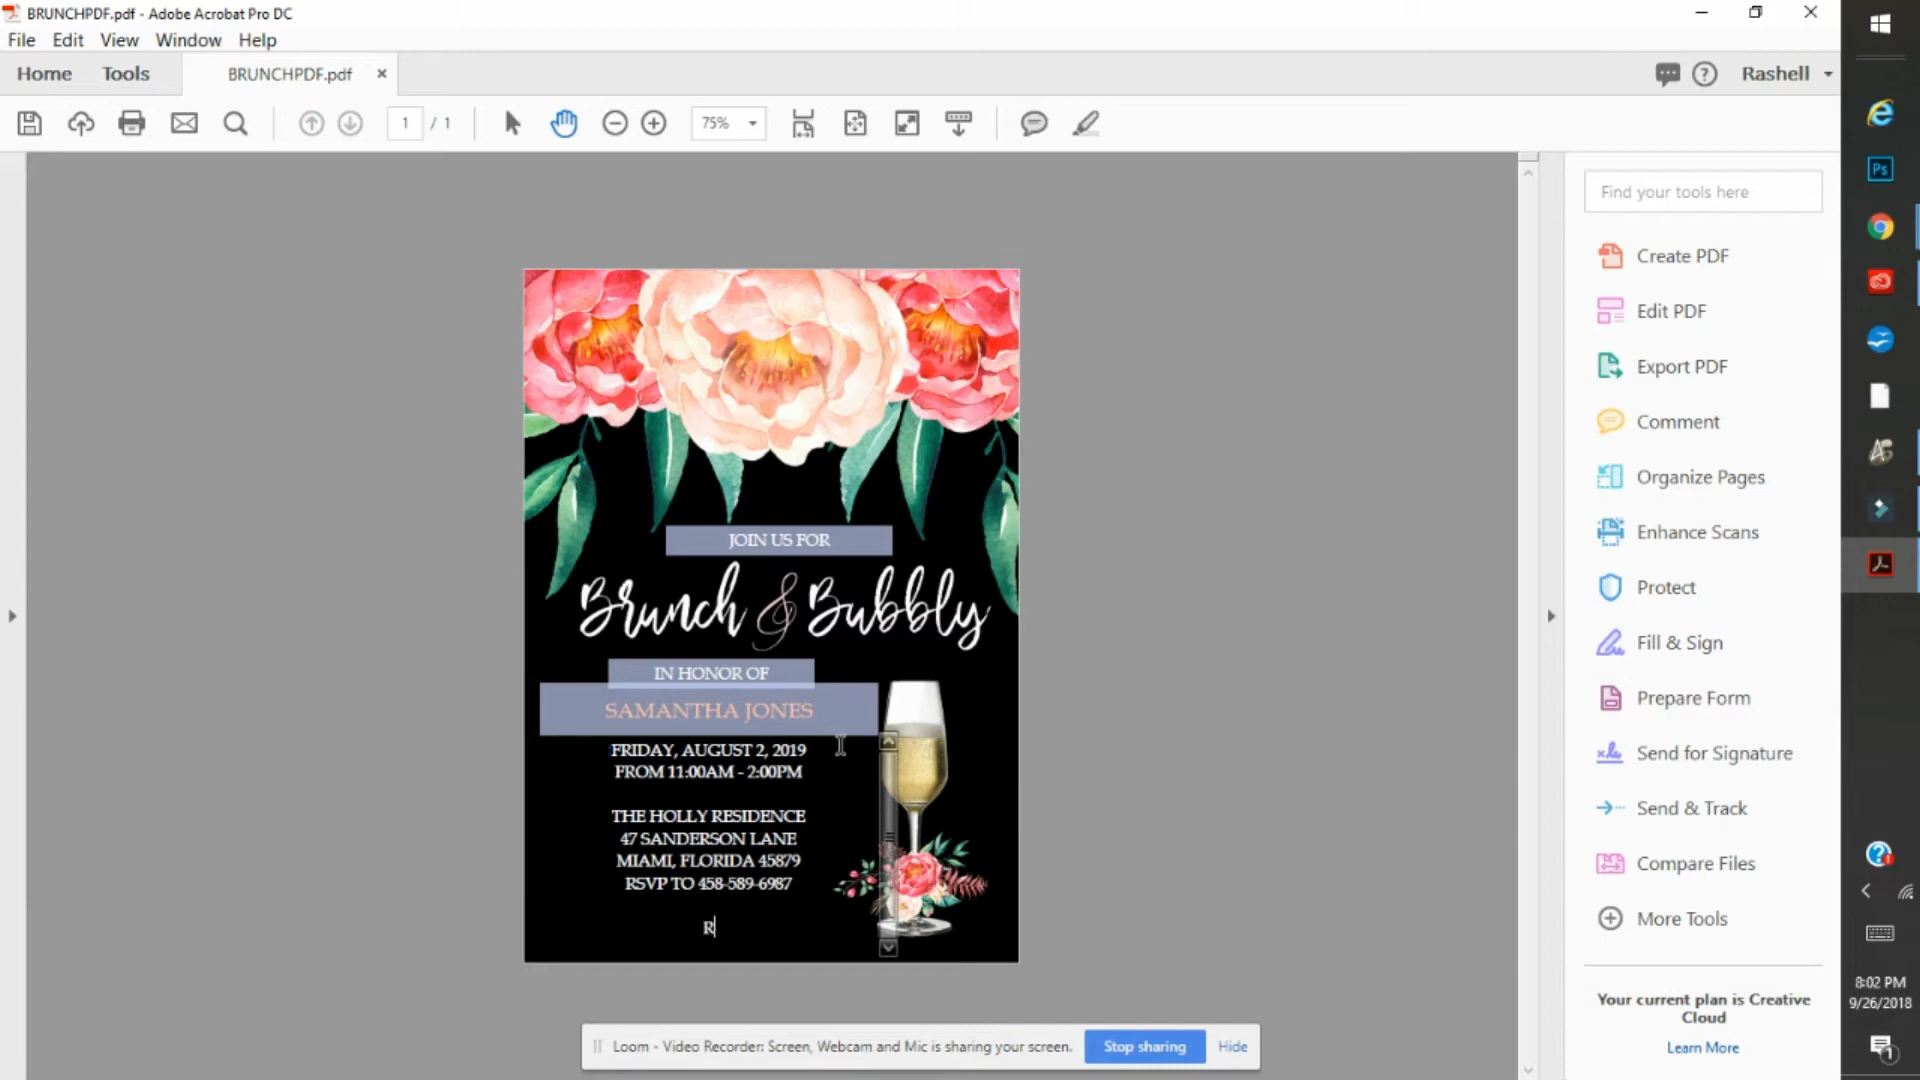 BRUNCHPDF.pdf - Adobe Acrobat Pro DC
File Edit View Window Help
Home Tools BRUNCHPDF.pdf × Rashell
1 / 1 75%
Find your tools here
Create PDF
Edit PDF
Export PDF
Comment
Organize Pages
Enhance Scans
Protect
Fill & Sign
Prepare Form
Send for Signature
Send & Track
Compare Files
More Tools
Your current plan is Creative
Cloud
Learn More
JOIN US FOR
Brunch & Bubbly
IN HONOR OF
SAMANTHA JONES
FRIDAY, AUGUST 2, 2019
FROM 11:00AM - 2:00PM
THE HOLLY RESIDENCE
47 SANDERSON LANE
MIAMI, FLORIDA 45879
RSVP TO 458-589-6987
R
Loom - Video Recorder: Screen, Webcam and Mic is sharing your screen. Stop sharing Hide
Ps
8:02 PM
9/26/2018
1